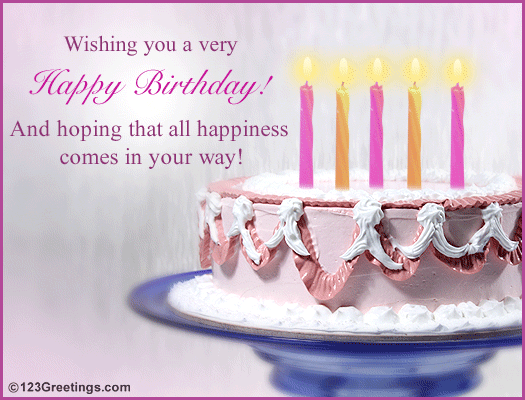 Wishing you a very
Happy Birthday!
And hoping that all happiness
comes in your way!
©123Greetings.com